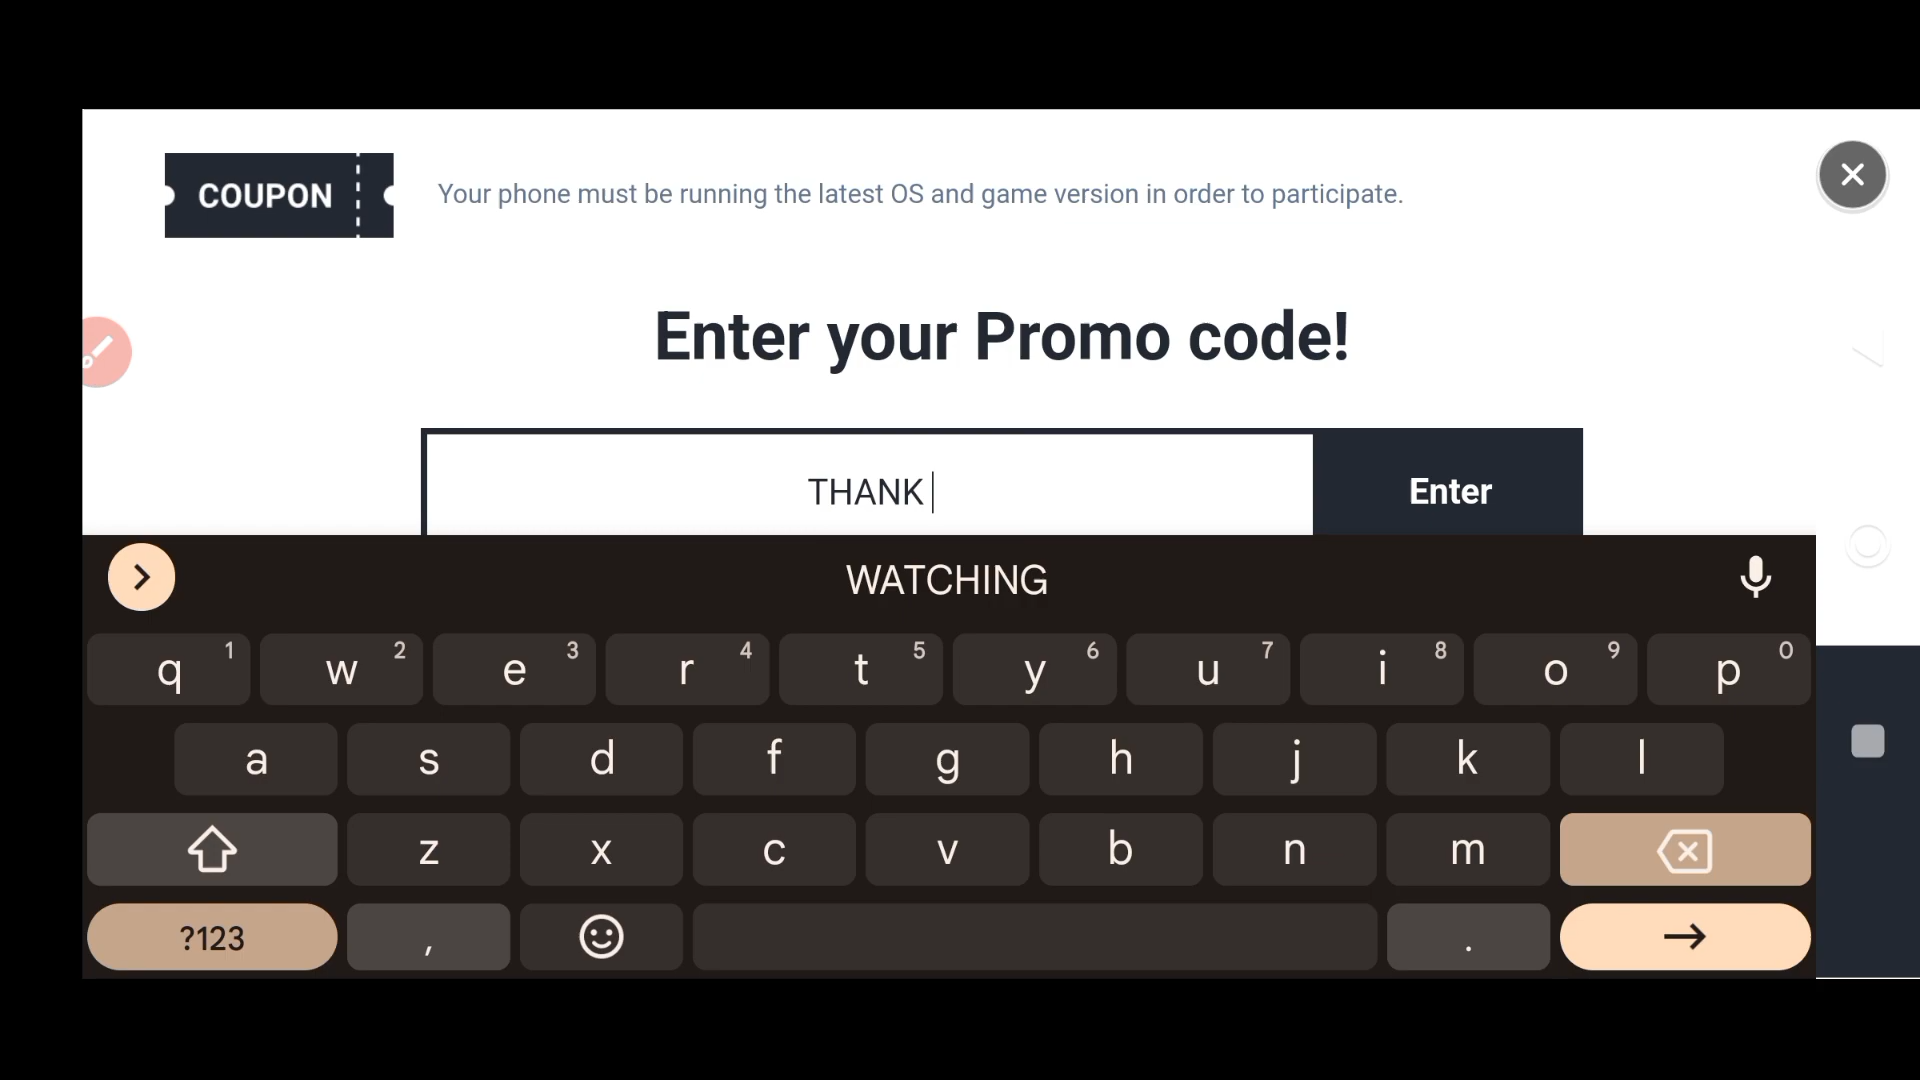 COUPON
Your phone must be running the latest OS and game version in order to participate.
Enter your Promo code!
THANK
Enter
WATCHING
q 1 w 2 e 3 r 4 t 5 y 6 u 7 i 8 o 9 p 0
a s d f g h j k l
z x c v b n m
?123 , .